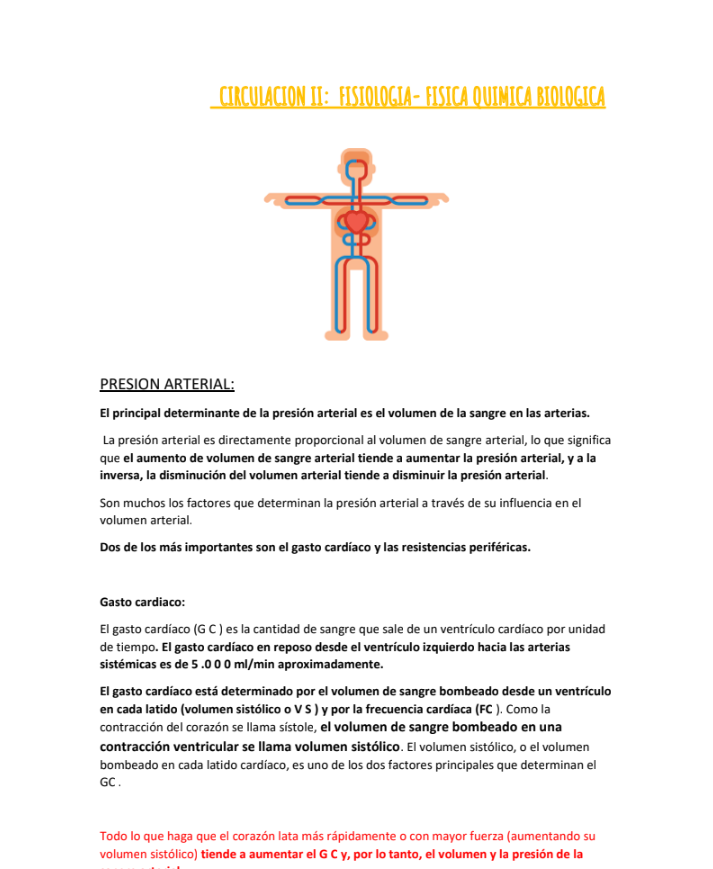 CIRCULACION II: FISIOLOGIA- FISICA QUIMICA BIOLOGICA
PRESION ARTERIAL:
El principal determinante de la presión arterial es el volumen de la sangre en las arterias.
La presión arterial es directamente proporcional al volumen de sangre arterial, lo que significa
que el aumento de volumen de sangre arterial tiende a aumentar la presión arterial, y a la
inversa, la disminución del volumen arterial tiende a disminuir la presión arterial.
Son muchos los factores que determinan la presión arterial a través de su influencia en el
volumen arterial.
Dos de los más importantes son el gasto cardíaco y las resistencias periféricas.
Gasto cardiaco:
El gasto cardíaco (G C ) es la cantidad de sangre que sale de un ventrículo cardíaco por unidad
de tiempo. El gasto cardíaco en reposo desde el ventrículo izquierdo hacia las arterias
sistémicas es de 5 .0 0 0 ml/min aproximadamente.
El gasto cardíaco está determinado por el volumen de sangre bombeado desde un ventrículo
en cada latido (volumen sistólico o V S ) y por la frecuencia cardíaca (FC ). Como la
contracción del corazón se llama sístole, el volumen de sangre bombeado en una
contracción ventricular se llama volumen sistólico. El volumen sistólico, o el volumen
bombeado en cada latido cardíaco, es uno de los dos factores principales que determinan el
GC .
Todo lo que haga que el corazón lata más rápidamente o con mayor fuerza (aumentando su
volumen sistólico) tiende a aumentar el G C y, por lo tanto, el volumen y la presión de la